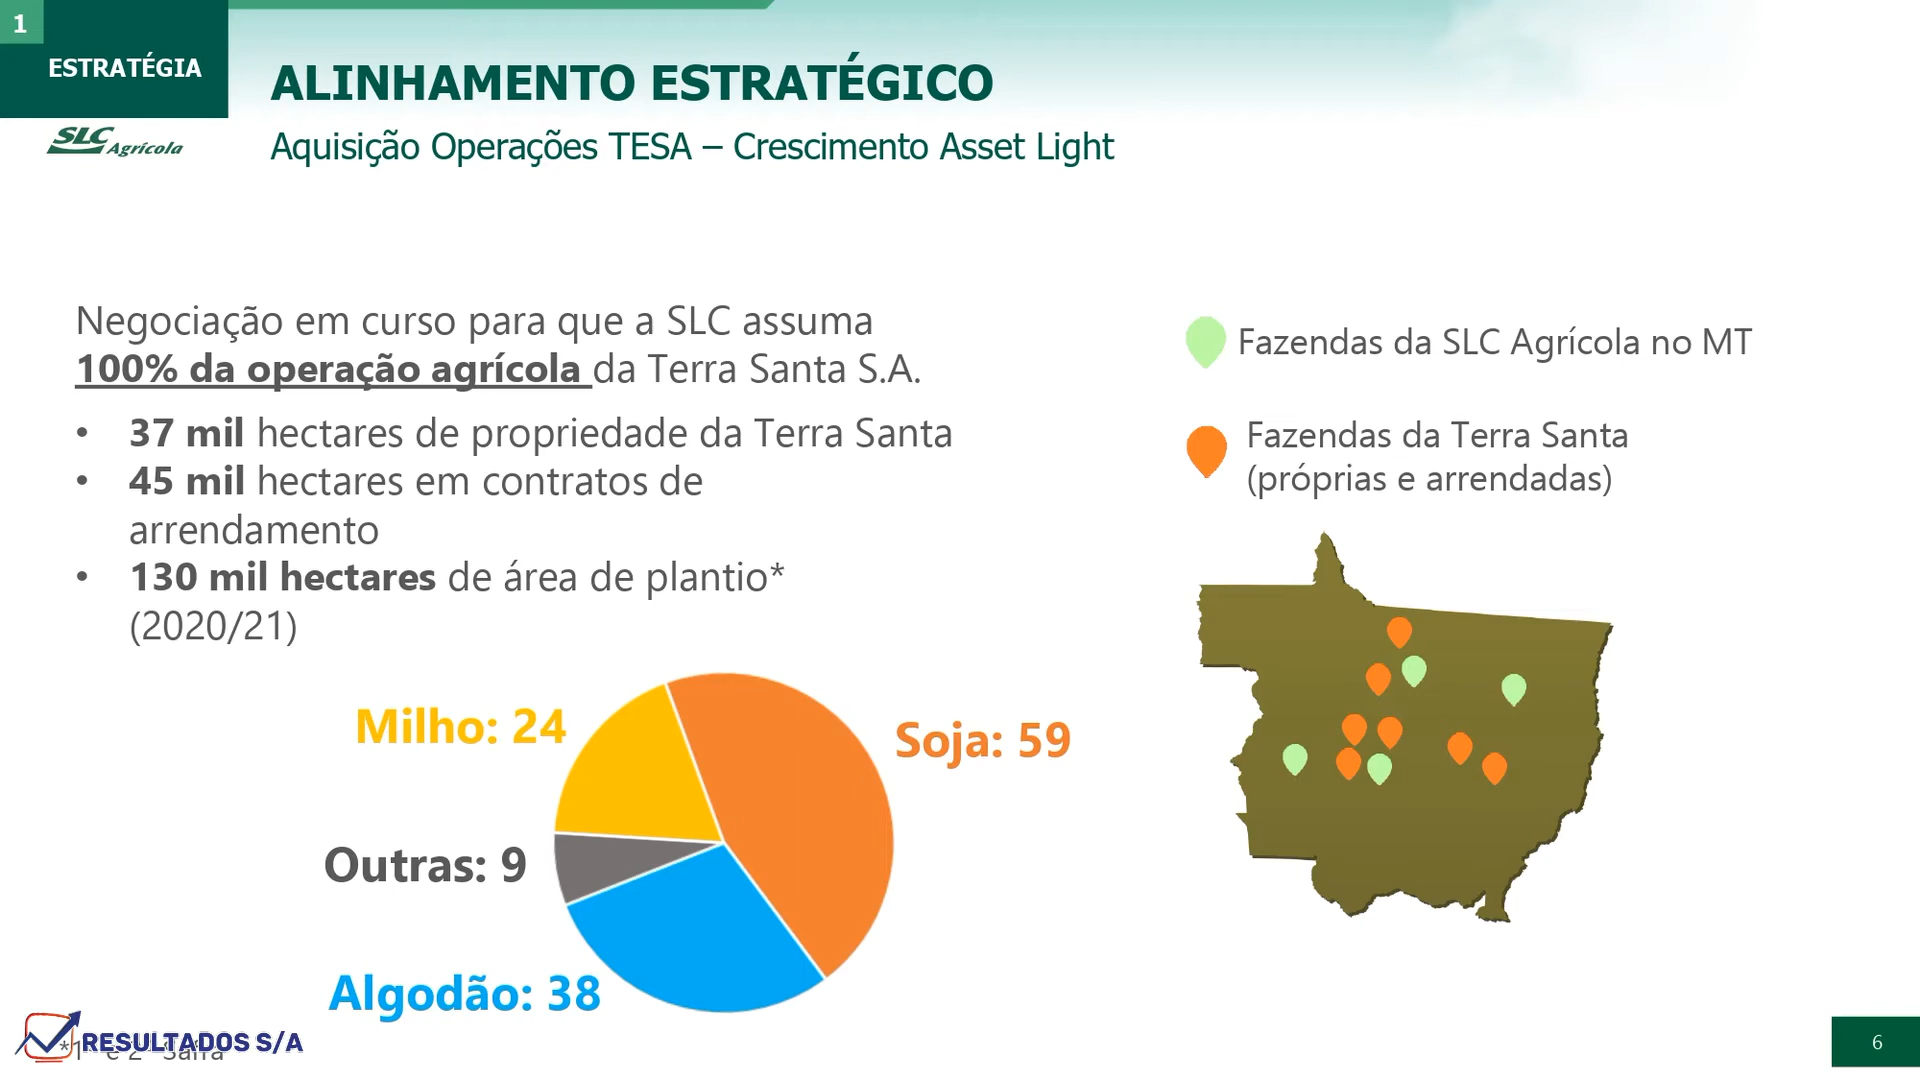 1
ESTRATÉGIA
ALINHAMENTO ESTRATÉGICO
SLC Agrícola
Aquisição Operações TESA – Crescimento Asset Light
Negociação em curso para que a SLC assuma
100% da operação agrícola da Terra Santa S.A.
• 37 mil hectares de propriedade da Terra Santa
• 45 mil hectares em contratos de
arrendamento
• 130 mil hectares de área de plantio*
(2020/21)
Fazendas da SLC Agrícola no MT
Fazendas da Terra Santa
(próprias e arrendadas)
Milho: 24
Soja: 59
Outras: 9
Algodão: 38
RESULTADOS S/A
*1ª e 2ª Safra
6